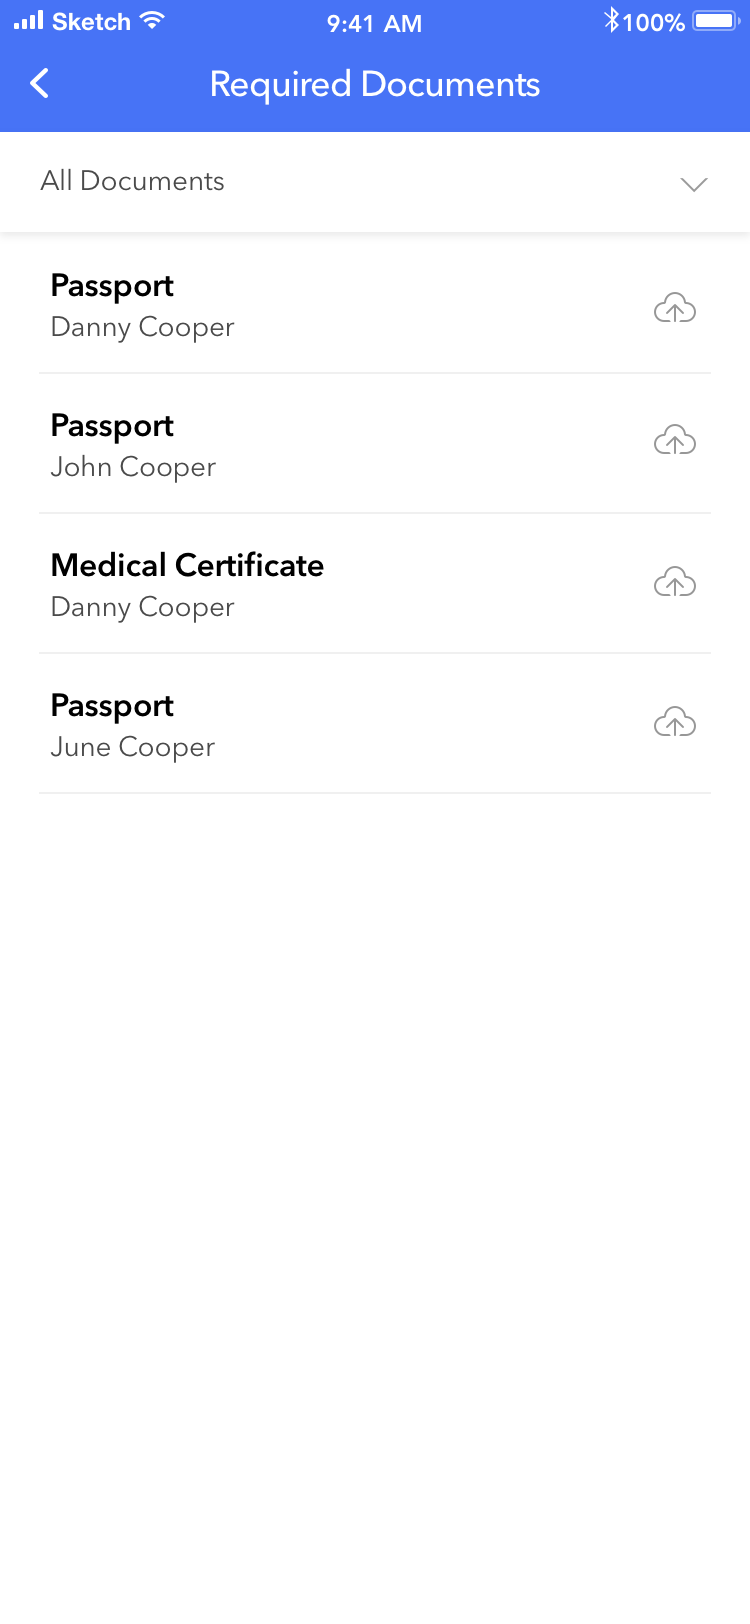 Sketch 9:41 AM 100%
Required Documents
All Documents
Passport
Danny Cooper
Passport
John Cooper
Medical Certificate
Danny Cooper
Passport
June Cooper